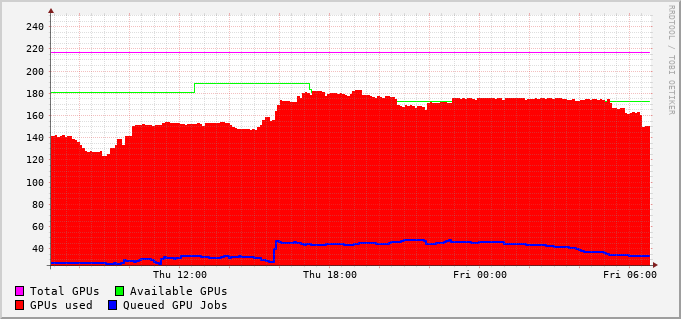 RRDTOOL / TOBI OETIKER
240
220
200
180
160
140
120
100
80
60
40
Thu 12:00 Thu 18:00 Fri 00:00 Fri 06:00
Total GPUs Available GPUs
GPUs used Queued GPU Jobs